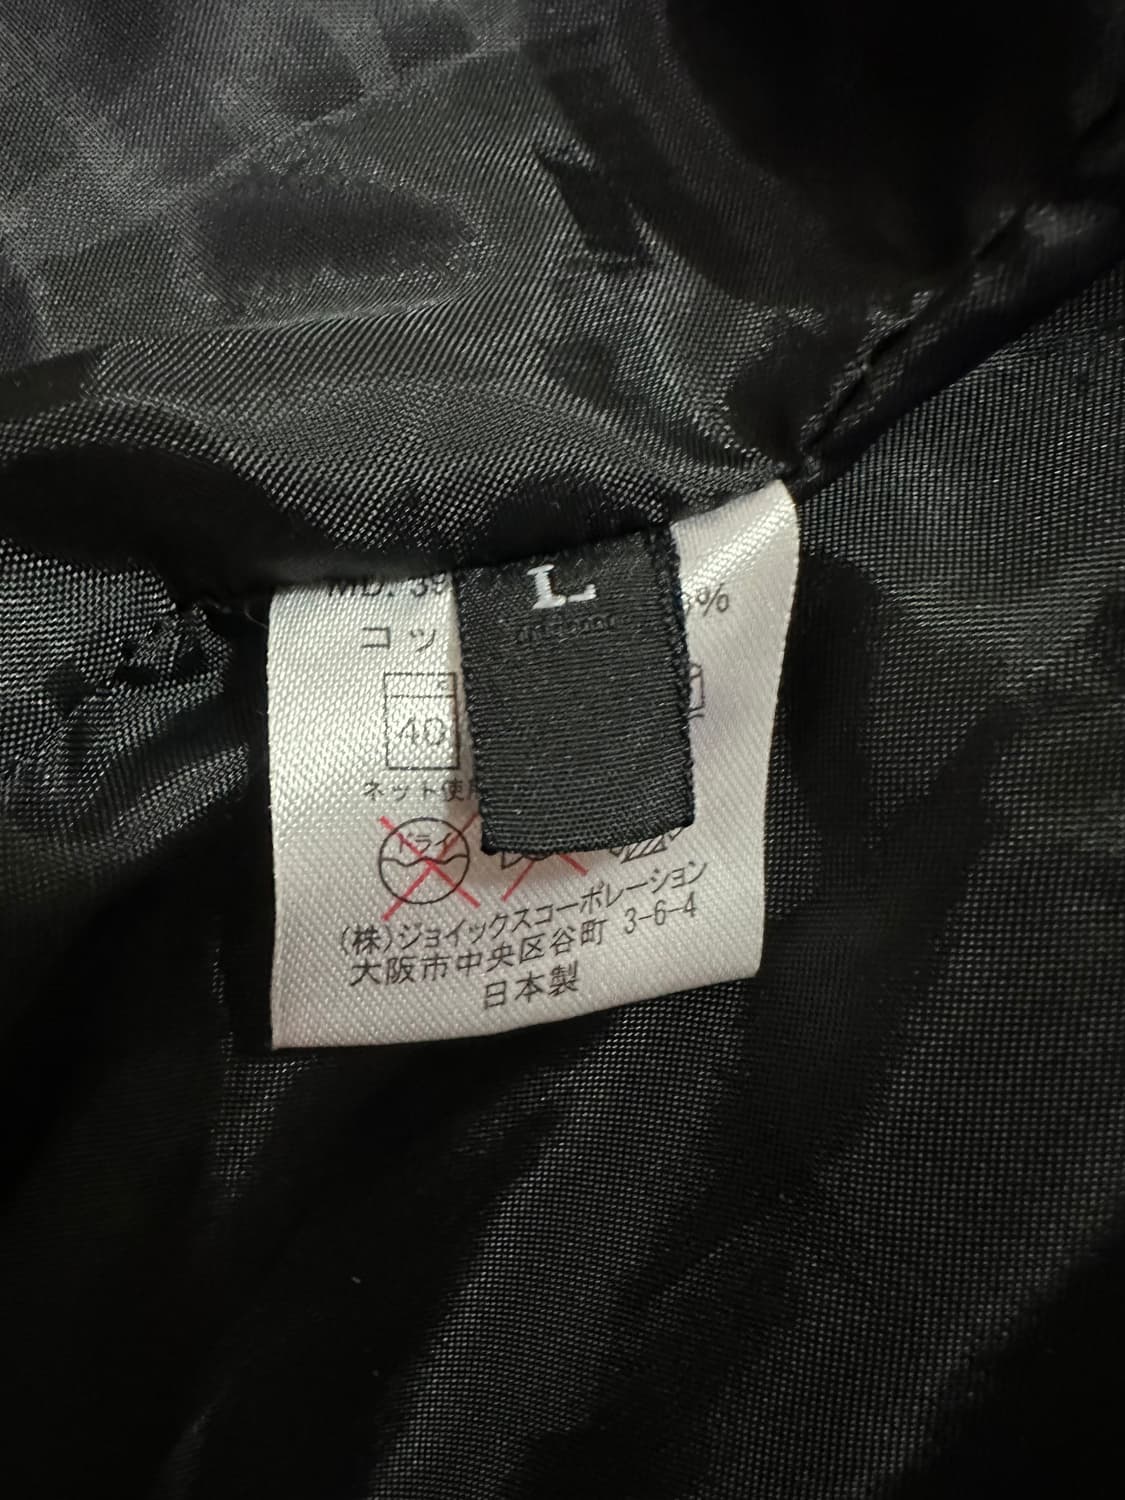 L
MD. 39
%
コッ
40
ネット使
ドライ
(株)ジョイックスコーポレーション
大阪市中央区谷町 3-6-4
日本製